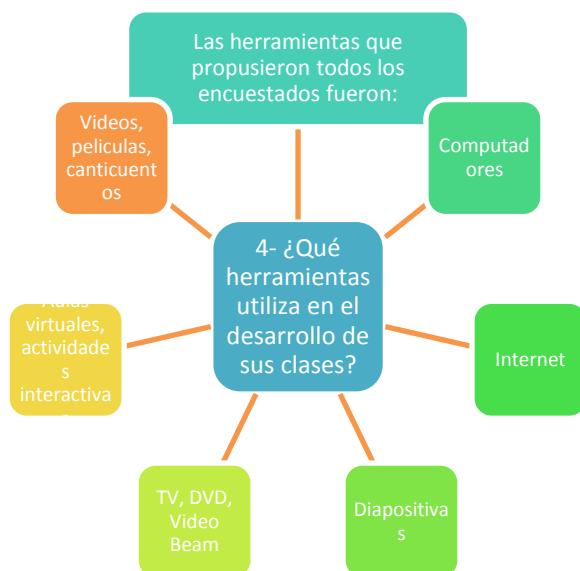 Las herramientas que
propusieron todos los
encuestados fueron:
Videos,
peliculas,
canticuent
os
Computad
ores
4- ¿Qué
herramientas
utiliza en el
desarrollo de
sus clases?
Aulas
virtuales,
actividade
s
interactiva
Internet
TV, DVD,
Video
Beam
Diapositiva
s